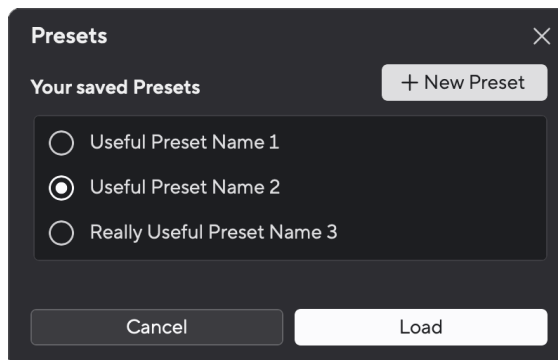 Presets
Your saved Presets
+ New Preset
Useful Preset Name 1
Useful Preset Name 2
Really Useful Preset Name 3
Cancel
Load